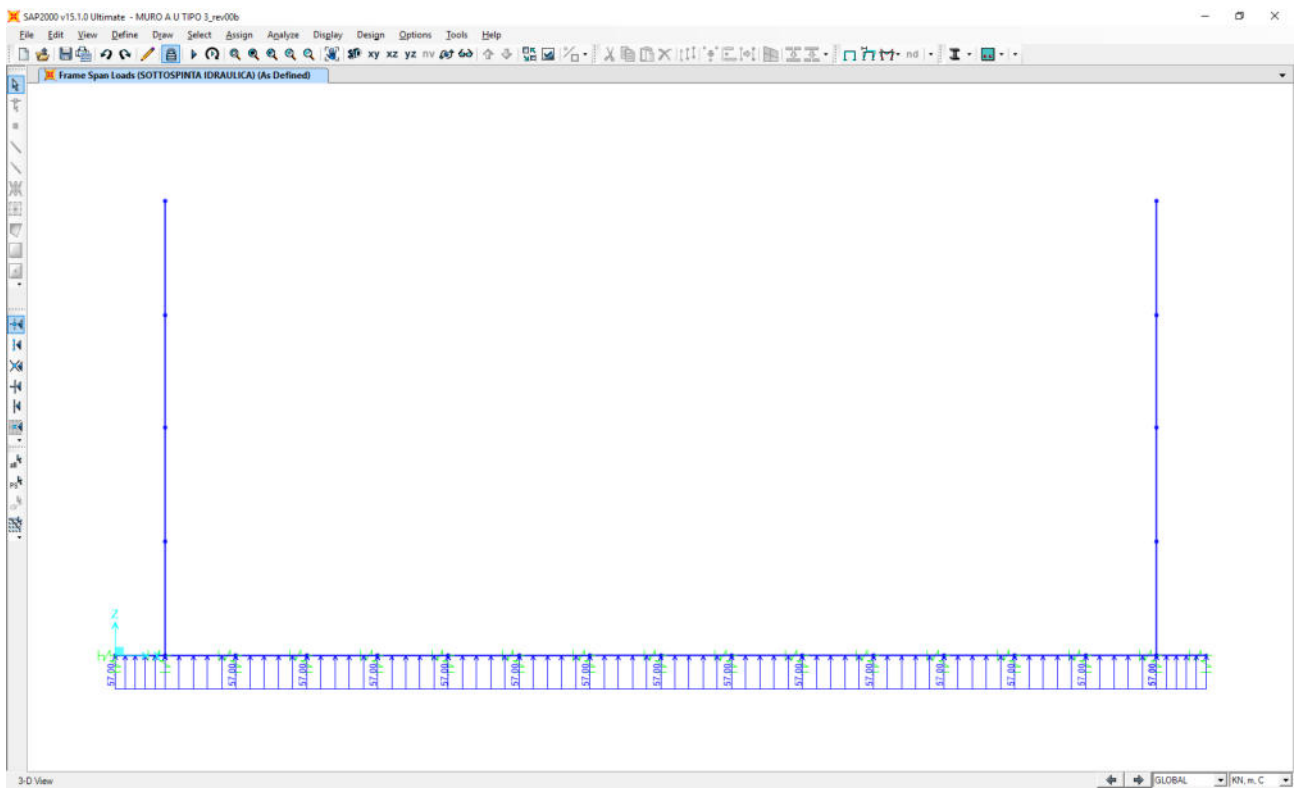 SAP2000 v15.1.0 Ultimate - MURO A U TIPO 3_rev00b
File Edit View Define Draw Select Assign Analyze Display Design Options Tools Help
xy xz yz nv nd
Frame Span Loads (SOTTOSPINTA IDRAULICA) (As Defined)
Z
57.00 57.00 57.00 57.00 57.00 57.00 57.00 57.00 57.00 57.00 57.00 57.00 57.00 57.00 57.00
3-D View GLOBAL KN, m, C